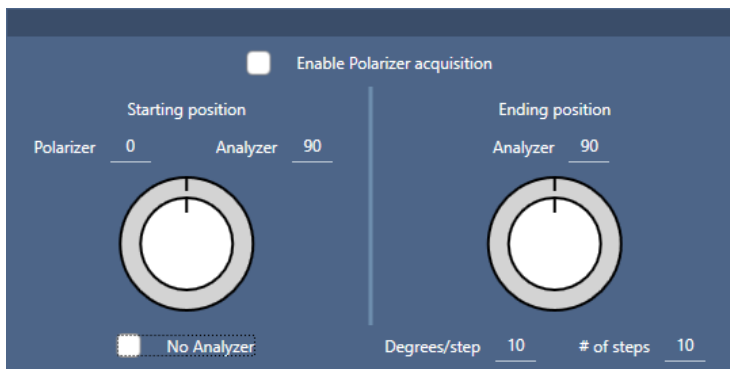 Enable Polarizer acquisition
Starting position
Ending position
Polarizer 0 Analyzer 90
Analyzer 90
No Analyzer
Degrees/step 10 # of steps 10